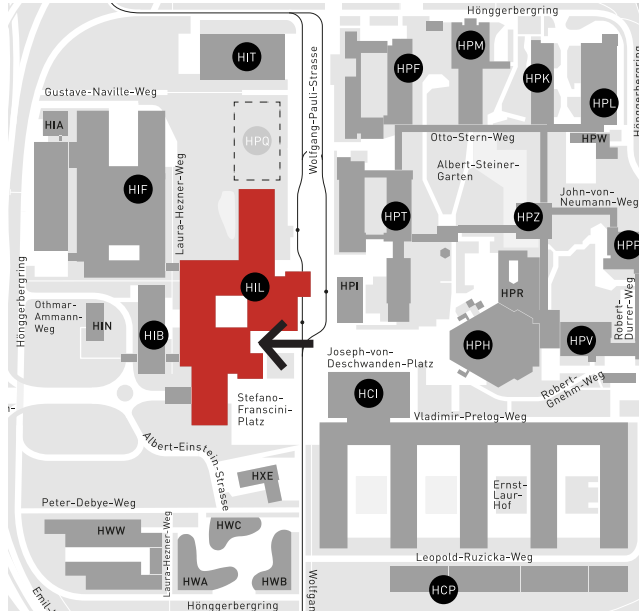 Hönggerbergring
HIT
HPM
HPF
HPK
HPL
Gustave-Naville-Weg
Wolfgang-Pauli-Strasse
Hönggerbergring
HIA
HPQ
Otto-Stern-Weg
HPW
Albert-Steiner-
Garten
HIF
Laura-Hezner-Weg
John-von-
Neumann-Weg
HPT
HPZ
HPP
Hönggerbergring
HIL
HPI
HPR
Othmar-
Ammann-
Weg
HIN
HIB
HPH
HPV
Robert-
Durrer-Weg
Joseph-von-
Deschwanden-Platz
Robert-
Gnehm-Weg
HCI
Stefano-
Franscini-
Platz
Vladimir-Prelog-Weg
Albert-Einstein-Strasse
HXE
Ernst-
Laur-
Hof
Peter-Debye-Weg
HWW
HWC
Laura-Hezner-Weg
Leopold-Ruzicka-Weg
HWA
HWB
HCP
Hönggerbergring
Wolfgan
Emil-